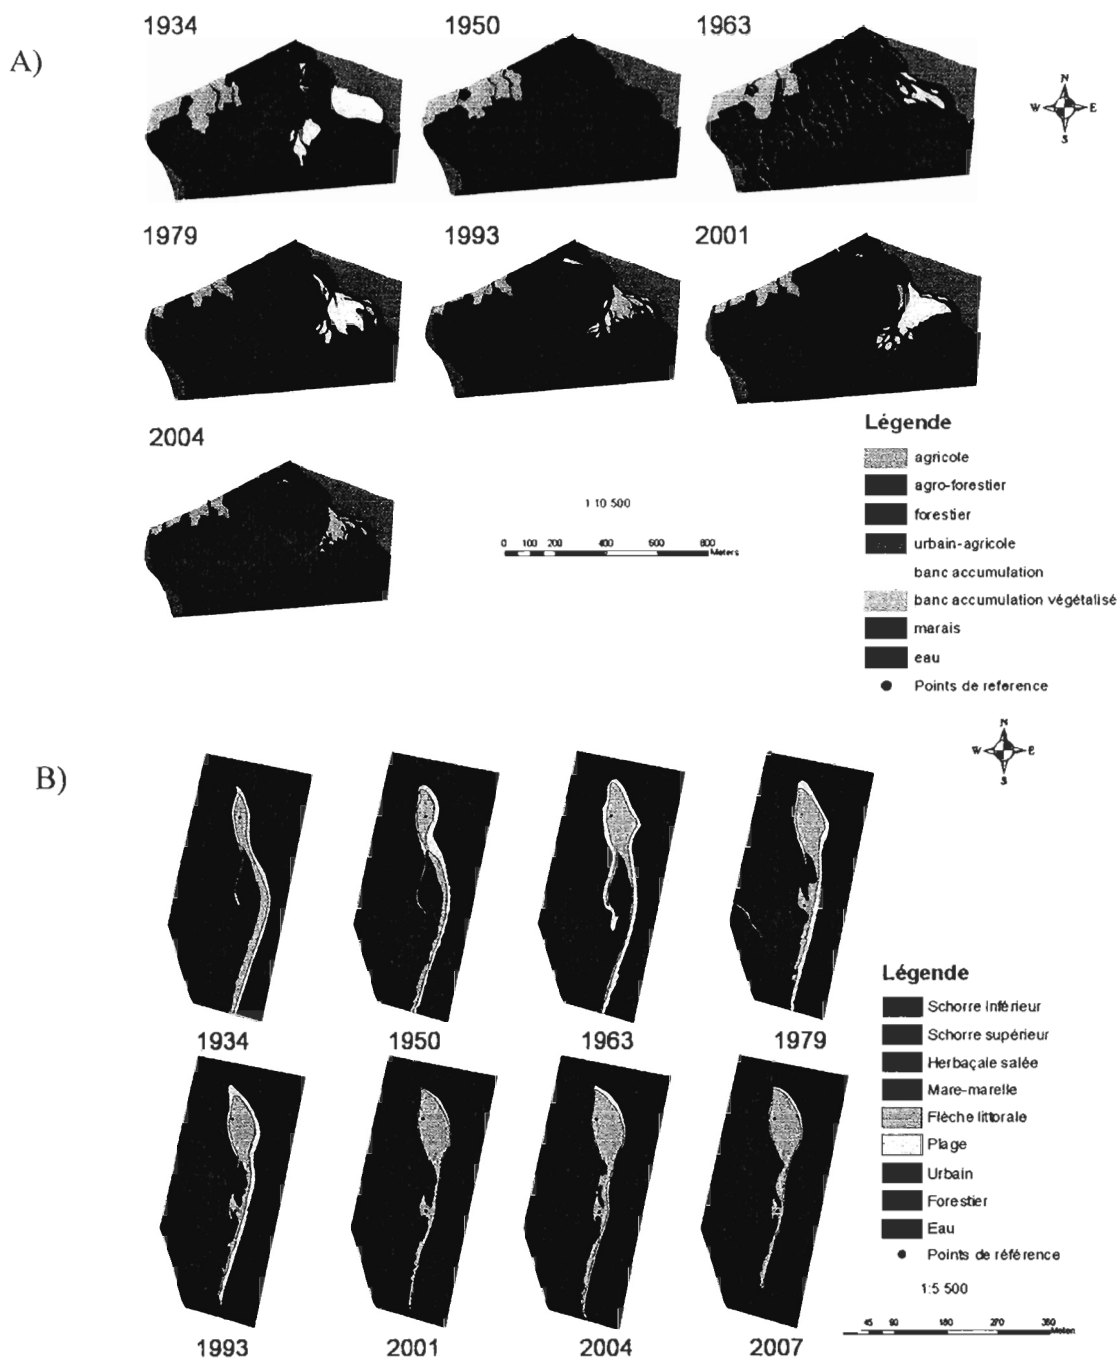 A)
1934 1950 1963
N
W E
S
1979 1993 2001
2004
Légende
agricole
agro-forestier
forestier
urbain-agricole
banc accumulation
banc accumulation végétalisé
marais
eau
Points de reference
1 10 500
0 100 200 400 600 800
Meters
B)
N
W E
S
1934 1950 1963 1979
1993 2001 2004 2007
Légende
Schorre inférieur
Schorre supérieur
Herbaçale salée
Mare-marelle
Flèche littorale
Plage
Urbain
Forestier
Eau
Points de référence
1:5 500
45 90 180 270 360
Meters